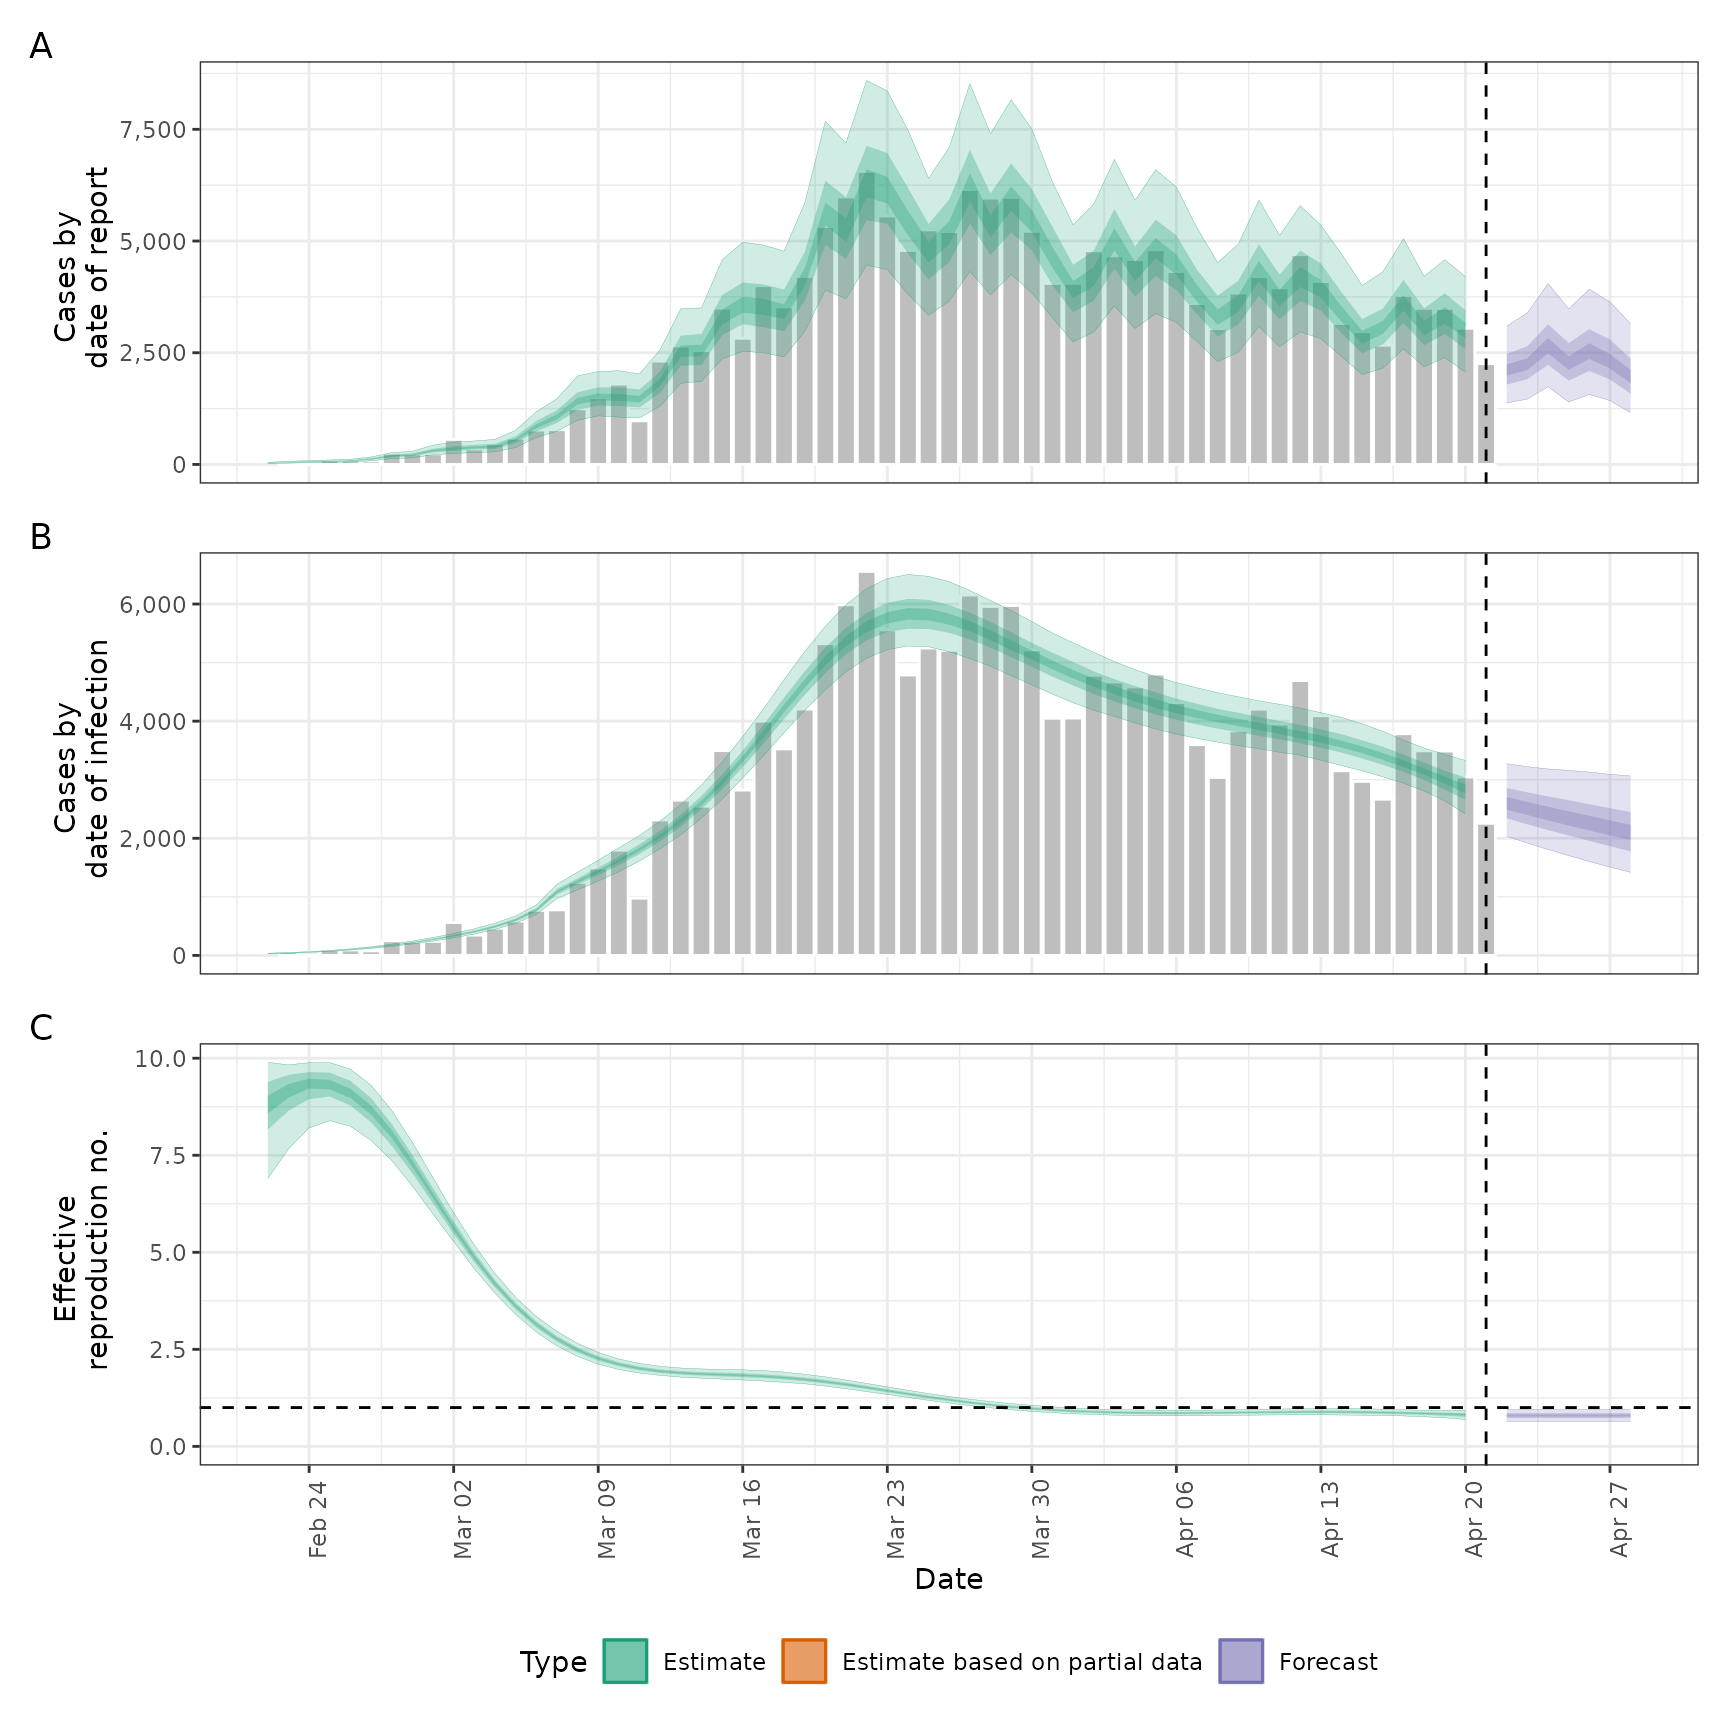 A
Cases by
date of report
7,500
5,000
2,500
0
B
Cases by
date of infection
6,000
4,000
2,000
0
C
Effective
reproduction no.
10.0
7.5
5.0
2.5
0.0
Feb 24
Mar 02
Mar 09
Mar 16
Mar 23
Mar 30
Apr 06
Apr 13
Apr 20
Apr 27
Date
Type
Estimate
Estimate based on partial data
Forecast